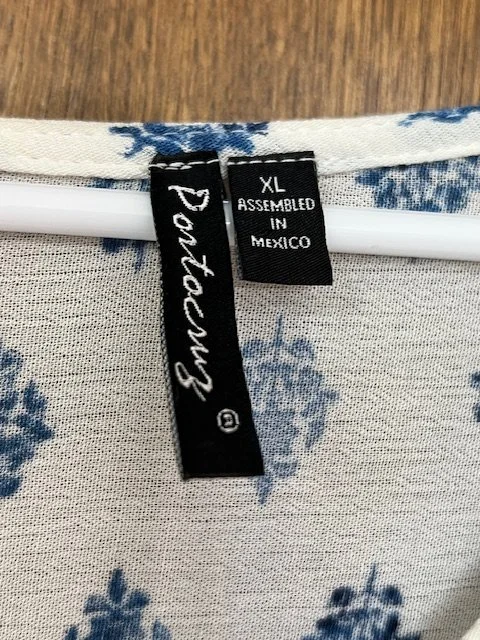 Portocruz®
XL
ASSEMBLED
IN
MEXICO